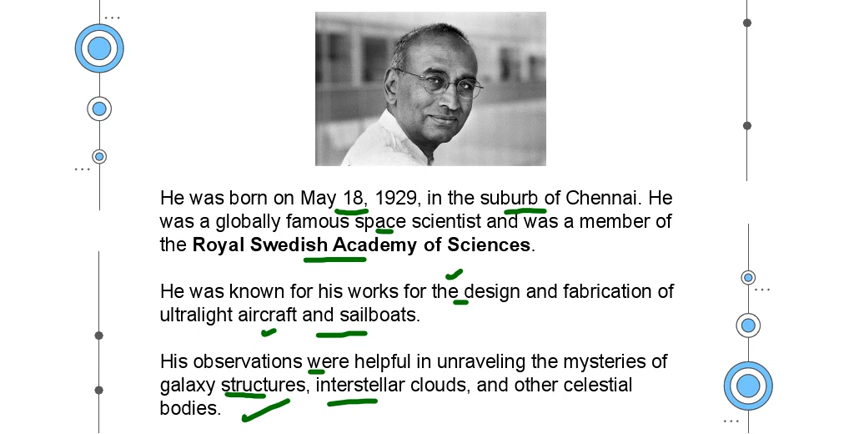 He was born on May 18, 1929, in the suburb of Chennai. He
was a globally famous space scientist and was a member of
the Royal Swedish Academy of Sciences.
He was known for his works for the design and fabrication of
ultralight aircraft and sailboats.
His observations were helpful in unraveling the mysteries of
galaxy structures, interstellar clouds, and other celestial
bodies.